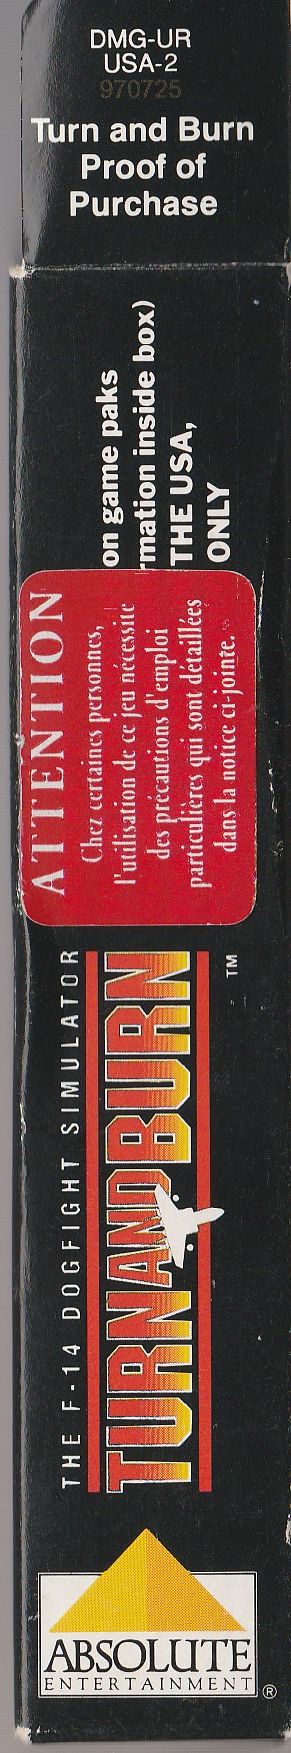 DMG-UR
USA-2
970725
Turn and Burn
Proof of
Purchase
on game paks
rmation inside box)
THE USA,
ONLY
ATTENTION
Chez certaines personnes,
l'utilisation de ce jeu nécessite
des précautions d'emploi
particulières qui sont détaillées
dans la notice ci-jointe.
THE F-14 DOGFIGHT SIMULATOR
TURN AND BURN
TM
ABSOLUTE
ENTERTAINMENT
®